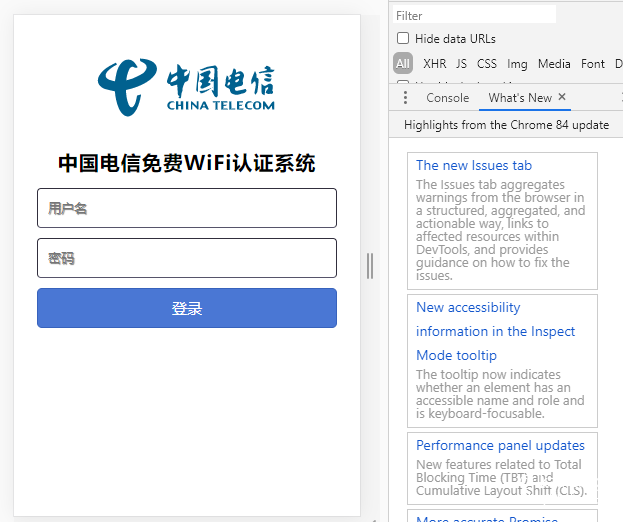 中国电信
CHINA TELECOM
中国电信免费WiFi认证系统
用户名
密码
登录
Filter
Hide data URLs
All XHR JS CSS Img Media Font
Console What's New ✕
Highlights from the Chrome 84 update
The new Issues tab
The Issues tab aggregates
warnings from the browser in
a structured, aggregated, and
actionable way, links to
affected resources within
DevTools, and provides
guidance on how to fix the
issues.
New accessibility
information in the Inspect
Mode tooltip
The tooltip now indicates
whether an element has an
accessible name and role and
is keyboard-focusable.
Performance panel updates
New features related to Total
Blocking Time (TBT) and
Cumulative Layout Shift (CLS).
More accurate Promise